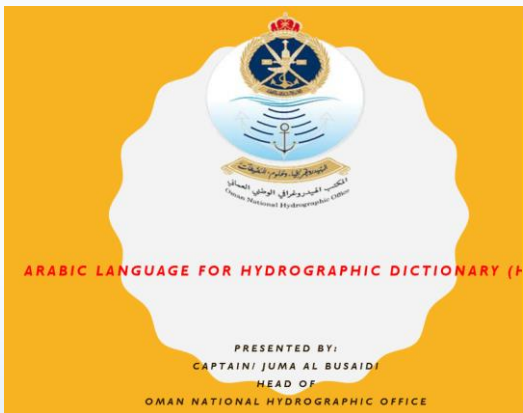 المكتب الهيدروغرافي الوطني العماني
Oman National Hydrographic Office
ARABIC LANGUAGE FOR HYDROGRAPHIC DICTIONARY (H
PRESENTED BY:
CAPTAIN/ JUMA AL BUSAIDI
HEAD OF
OMAN NATIONAL HYDROGRAPHIC OFFICE